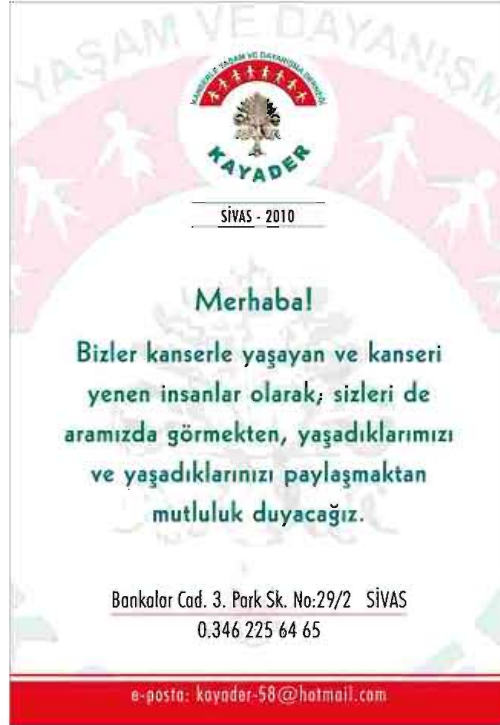 YAŞAM VE DAYANIŞM
KANSERLE YAŞAM VE DAYANIŞMA DERNEĞİ
KAYADER
SİVAS - 2010
Merhaba!
Bizler kanserle yaşayan ve kanseri
yenen insanlar olarak; sizleri de
aramızda görmekten, yaşadıklarımızı
ve yaşadıklarınızı paylaşmaktan
mutluluk duyacağız.
Bankalar Cad. 3. Park Sk. No:29/2 SİVAS
0.346 225 64 65
e-posta: kayader-58@hotmail.com